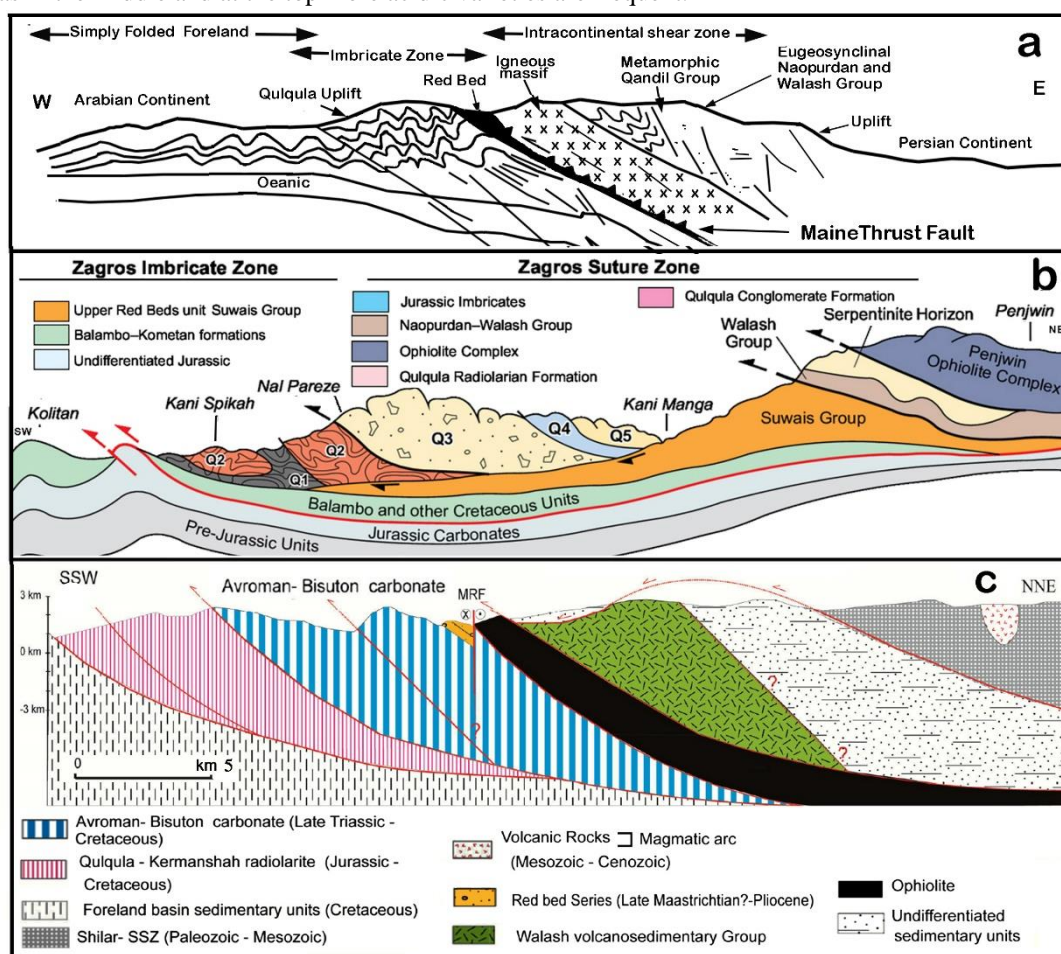 Simply Folded Foreland
Intracontinental shear zone
a
Imbricate Zone
Igneous
massif
Metamorphic
Qandil Group
Eugeosynclinal
Naopurdan and
Walash Group
Red Bed
W
Arabian Continent
Qulqula Uplift
E
Uplift
Persian Continent
Oeanic
MaineThrust Fault
Zagros Imbricate Zone
Zagros Suture Zone
b
Upper Red Beds unit Suwais Group
Balambo–Kometan formations
Undifferentiated Jurassic
Jurassic Imbricates
Naopurdan–Walash Group
Ophiolite Complex
Qulqula Radiolarian Formation
Qulqula Conglomerate Formation
Serpentinite Horizon
Penjwin
NE
Walash
Group
Penjwin
Ophiolite Complex
Kolitan
SW
Kani Spikah
Nal Pareze
Kani Manga
Suwais Group
Q2
Q1
Q2
Q3
Q4
Q5
Balambo and other Cretaceous Units
Jurassic Carbonates
Pre-Jurassic Units
SSW
Avroman- Bisuton carbonate
MRF
c
NNE
3 km
0 km
-3 km
?
?
?
0
km 5
Avroman- Bisuton carbonate (Late Triassic -
Cretaceous)
Qulqula - Kermanshah radiolarite (Jurassic -
Cretaceous)
Foreland basin sedimentary units (Cretaceous)
Shilar- SSZ (Paleozoic - Mesozoic)
Volcanic Rocks
Magmatic arc
(Mesozoic - Cenozoic)
Red bed Series (Late Maastrichtian?-Pliocene)
Walash volcanosedimentary Group
Ophiolite
Undifferentiated
sedimentary units